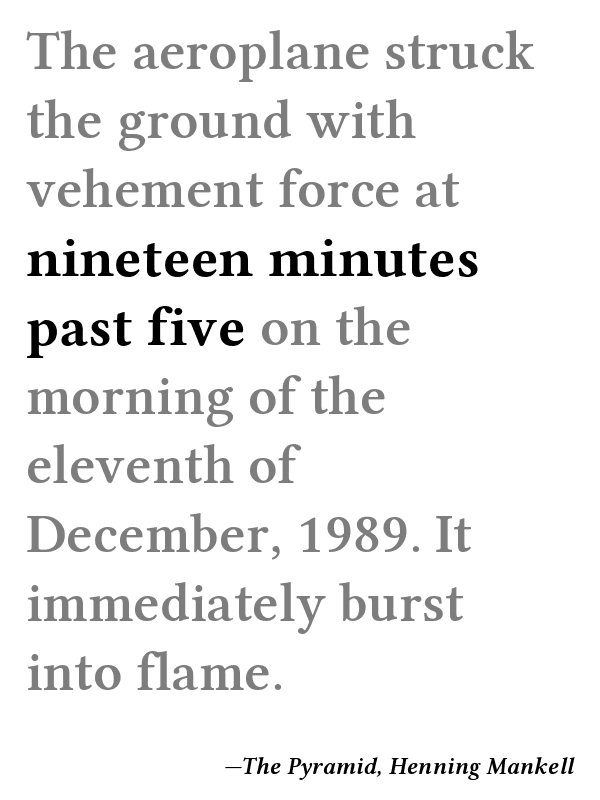 The aeroplane struck
the ground with
vehement force at
nineteen minutes
past five on the
morning of the
eleventh of
December, 1989. It
immediately burst
into flame.
—The Pyramid, Henning Mankell